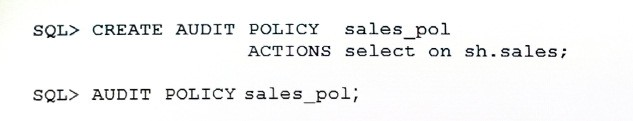 SQL> CREATE AUDIT POLICY sales_pol
ACTIONS select on sh.sales;
SQL> AUDIT POLICY sales_pol;